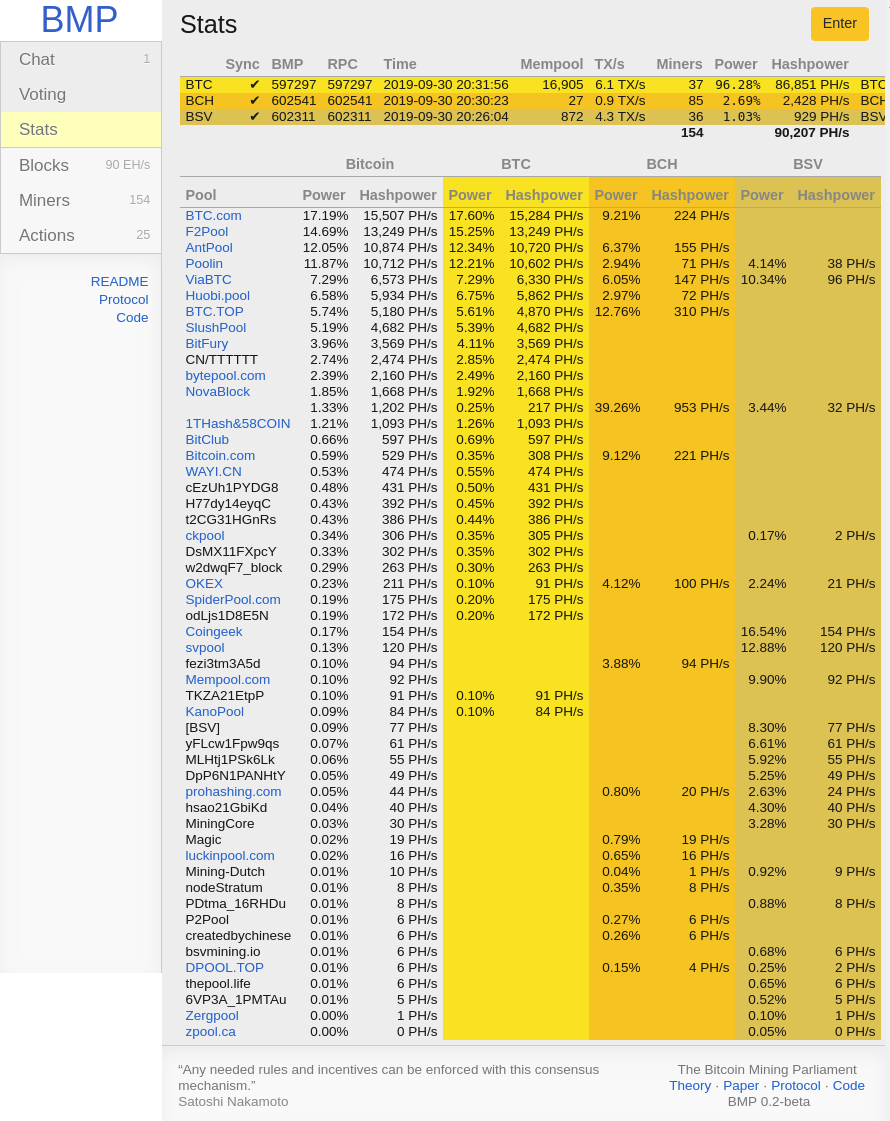 BMP
Chat 1
Voting
Stats
Blocks 90 EH/s
Miners 154
Actions 25
README
Protocol
Code
Stats
Enter
Sync BMP RPC Time Mempool TX/s Miners Power Hashpower
BTC ✔ 597297 597297 2019-09-30 20:31:56 16,905 6.1 TX/s 37 96.28% 86,851 PH/s BTC
BCH ✔ 602541 602541 2019-09-30 20:30:23 27 0.9 TX/s 85 2.69% 2,428 PH/s BCH
BSV ✔ 602311 602311 2019-09-30 20:26:04 872 4.3 TX/s 36 1.03% 929 PH/s BSV
154 90,207 PH/s
Bitcoin BTC BCH BSV
Pool Power Hashpower Power Hashpower Power Hashpower Power Hashpower
BTC.com 17.19% 15,507 PH/s 17.60% 15,284 PH/s 9.21% 224 PH/s
F2Pool 14.69% 13,249 PH/s 15.25% 13,249 PH/s
AntPool 12.05% 10,874 PH/s 12.34% 10,720 PH/s 6.37% 155 PH/s
Poolin 11.87% 10,712 PH/s 12.21% 10,602 PH/s 2.94% 71 PH/s 4.14% 38 PH/s
ViaBTC 7.29% 6,573 PH/s 7.29% 6,330 PH/s 6.05% 147 PH/s 10.34% 96 PH/s
Huobi.pool 6.58% 5,934 PH/s 6.75% 5,862 PH/s 2.97% 72 PH/s
BTC.TOP 5.74% 5,180 PH/s 5.61% 4,870 PH/s 12.76% 310 PH/s
SlushPool 5.19% 4,682 PH/s 5.39% 4,682 PH/s
BitFury 3.96% 3,569 PH/s 4.11% 3,569 PH/s
CN/TTTTTT 2.74% 2,474 PH/s 2.85% 2,474 PH/s
bytepool.com 2.39% 2,160 PH/s 2.49% 2,160 PH/s
NovaBlock 1.85% 1,668 PH/s 1.92% 1,668 PH/s
1.33% 1,202 PH/s 0.25% 217 PH/s 39.26% 953 PH/s 3.44% 32 PH/s
1THash&58COIN 1.21% 1,093 PH/s 1.26% 1,093 PH/s
BitClub 0.66% 597 PH/s 0.69% 597 PH/s
Bitcoin.com 0.59% 529 PH/s 0.35% 308 PH/s 9.12% 221 PH/s
WAYI.CN 0.53% 474 PH/s 0.55% 474 PH/s
cEzUh1PYDG8 0.48% 431 PH/s 0.50% 431 PH/s
H77dy14eyqC 0.43% 392 PH/s 0.45% 392 PH/s
t2CG31HGnRs 0.43% 386 PH/s 0.44% 386 PH/s
ckpool 0.34% 306 PH/s 0.35% 305 PH/s 0.17% 2 PH/s
DsMX11FXpcY 0.33% 302 PH/s 0.35% 302 PH/s
w2dwqF7_block 0.29% 263 PH/s 0.30% 263 PH/s
OKEX 0.23% 211 PH/s 0.10% 91 PH/s 4.12% 100 PH/s 2.24% 21 PH/s
SpiderPool.com 0.19% 175 PH/s 0.20% 175 PH/s
odLjs1D8E5N 0.19% 172 PH/s 0.20% 172 PH/s
Coingeek 0.17% 154 PH/s 16.54% 154 PH/s
svpool 0.13% 120 PH/s 12.88% 120 PH/s
fezi3tm3A5d 0.10% 94 PH/s 3.88% 94 PH/s
Mempool.com 0.10% 92 PH/s 9.90% 92 PH/s
TKZA21EtpP 0.10% 91 PH/s 0.10% 91 PH/s
KanoPool 0.09% 84 PH/s 0.10% 84 PH/s
[BSV] 0.09% 77 PH/s 8.30% 77 PH/s
yFLcw1Fpw9qs 0.07% 61 PH/s 6.61% 61 PH/s
MLHtj1PSk6Lk 0.06% 55 PH/s 5.92% 55 PH/s
DpP6N1PANHtY 0.05% 49 PH/s 5.25% 49 PH/s
prohashing.com 0.05% 44 PH/s 0.80% 20 PH/s 2.63% 24 PH/s
hsao21GbiKd 0.04% 40 PH/s 4.30% 40 PH/s
MiningCore 0.03% 30 PH/s 3.28% 30 PH/s
Magic 0.02% 19 PH/s 0.79% 19 PH/s
luckinpool.com 0.02% 16 PH/s 0.65% 16 PH/s
Mining-Dutch 0.01% 10 PH/s 0.04% 1 PH/s 0.92% 9 PH/s
nodeStratum 0.01% 8 PH/s 0.35% 8 PH/s
PDtma_16RHDu 0.01% 8 PH/s 0.88% 8 PH/s
P2Pool 0.01% 6 PH/s 0.27% 6 PH/s
createdbychinese 0.01% 6 PH/s 0.26% 6 PH/s
bsvmining.io 0.01% 6 PH/s 0.68% 6 PH/s
DPOOL.TOP 0.01% 6 PH/s 0.15% 4 PH/s 0.25% 2 PH/s
thepool.life 0.01% 6 PH/s 0.65% 6 PH/s
6VP3A_1PMTAu 0.01% 5 PH/s 0.52% 5 PH/s
Zergpool 0.00% 1 PH/s 0.10% 1 PH/s
zpool.ca 0.00% 0 PH/s 0.05% 0 PH/s
“Any needed rules and incentives can be enforced with this consensus
mechanism.”
Satoshi Nakamoto
The Bitcoin Mining Parliament
Theory · Paper · Protocol · Code
BMP 0.2-beta